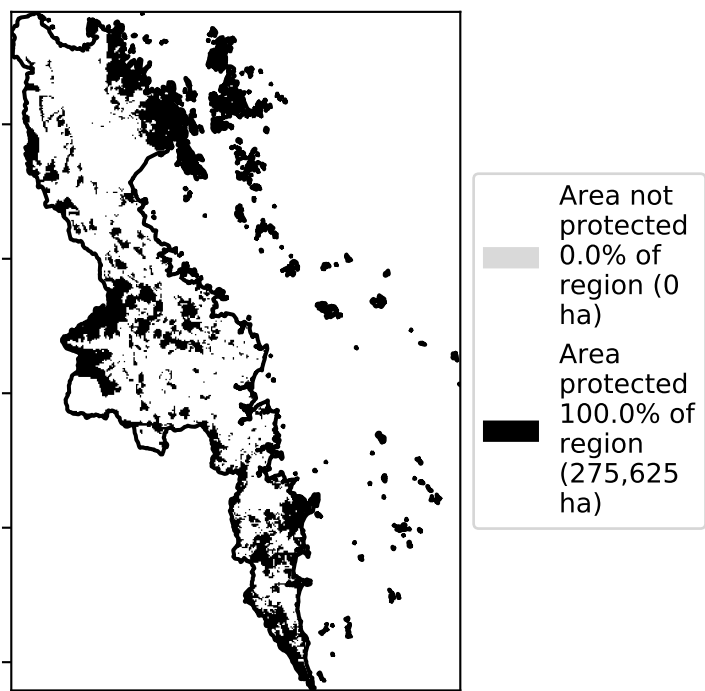 Area not
protected
0.0% of
region (0
ha)
Area
protected
100.0% of
region
(275,625
ha)